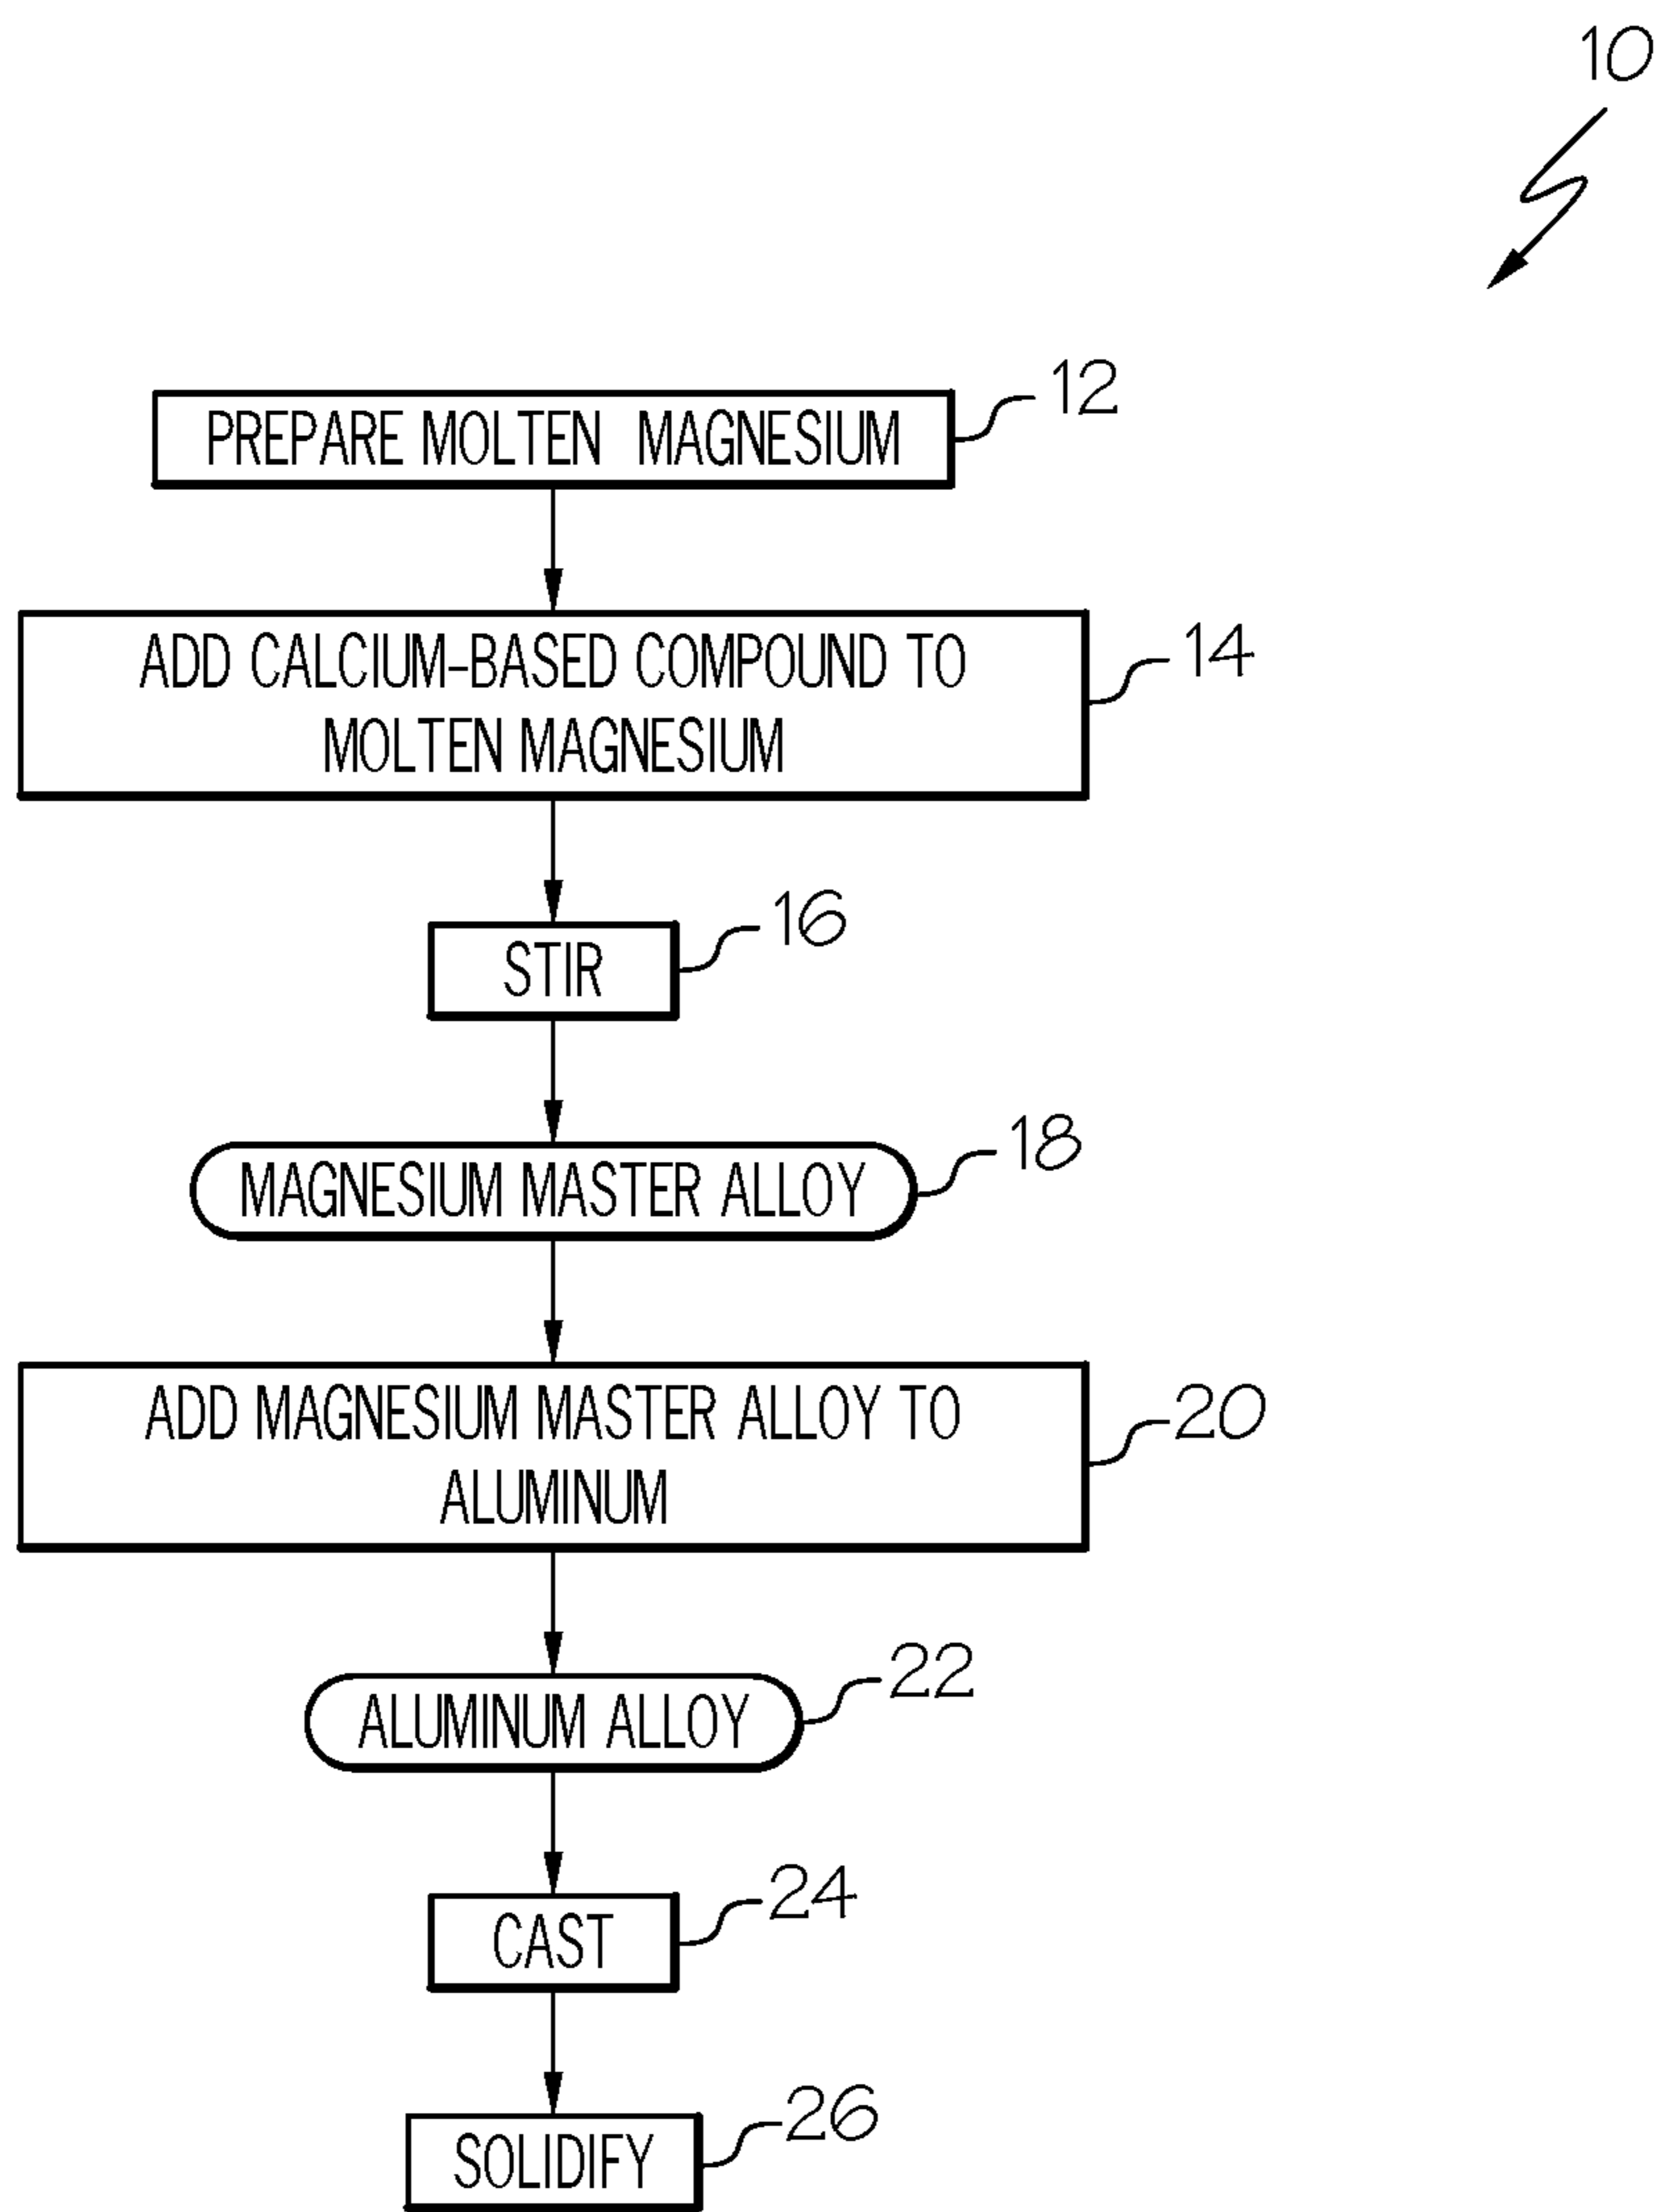 10
PREPARE MOLTEN MAGNESIUM
12
ADD CALCIUM-BASED COMPOUND TO
MOLTEN MAGNESIUM
14
STIR
16
MAGNESIUM MASTER ALLOY
18
ADD MAGNESIUM MASTER ALLOY TO
ALUMINUM
20
ALUMINUM ALLOY
22
CAST
24
SOLIDIFY
26